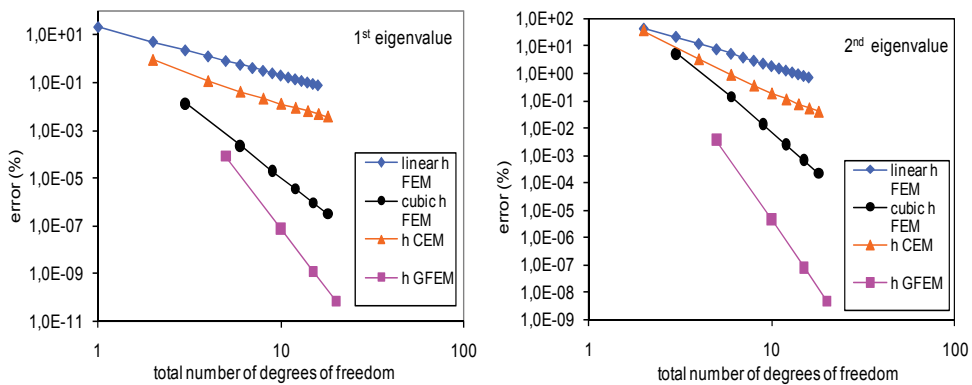 1st eigenvalue
1,0E+01
1,0E-01
1,0E-03
1,0E-05
1,0E-07
1,0E-09
1,0E-11
error (%)
linear h
FEM
cubic h
FEM
h CEM
h GFEM
1
10
100
total number of degrees of freedom
2nd eigenvalue
1,0E+02
1,0E+01
1,0E+00
1,0E-01
1,0E-02
1,0E-03
1,0E-04
1,0E-05
1,0E-06
1,0E-07
1,0E-08
1,0E-09
error (%)
linear h
FEM
cubic h
FEM
h CEM
h GFEM
1
10
100
total number of degrees of freedom